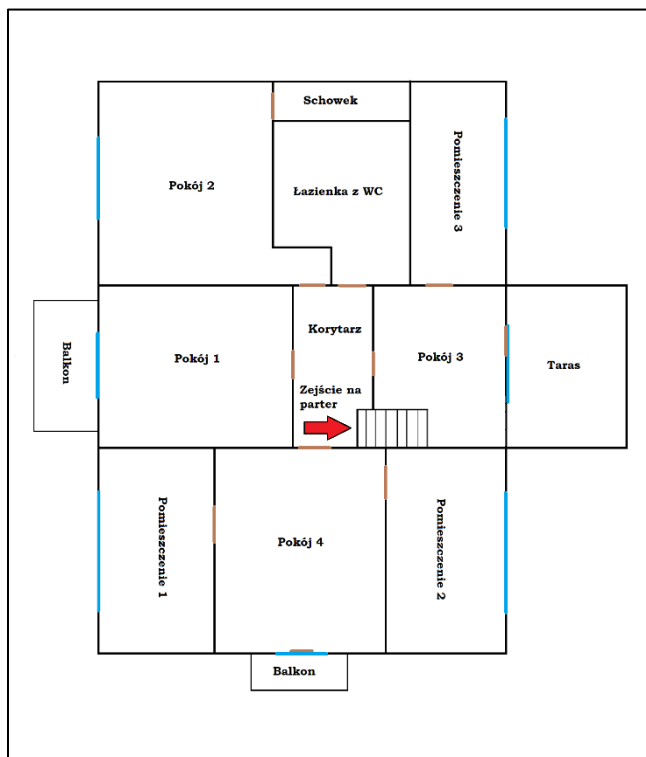 Schowek
Pomieszczenie 3
Pokój 2
Łazienka z WC
Korytarz
Balkon
Pokój 1
Pokój 3
Taras
Zejście na
parter
Pomieszczenie 1
Pokój 4
Pomieszczenie 2
Balkon